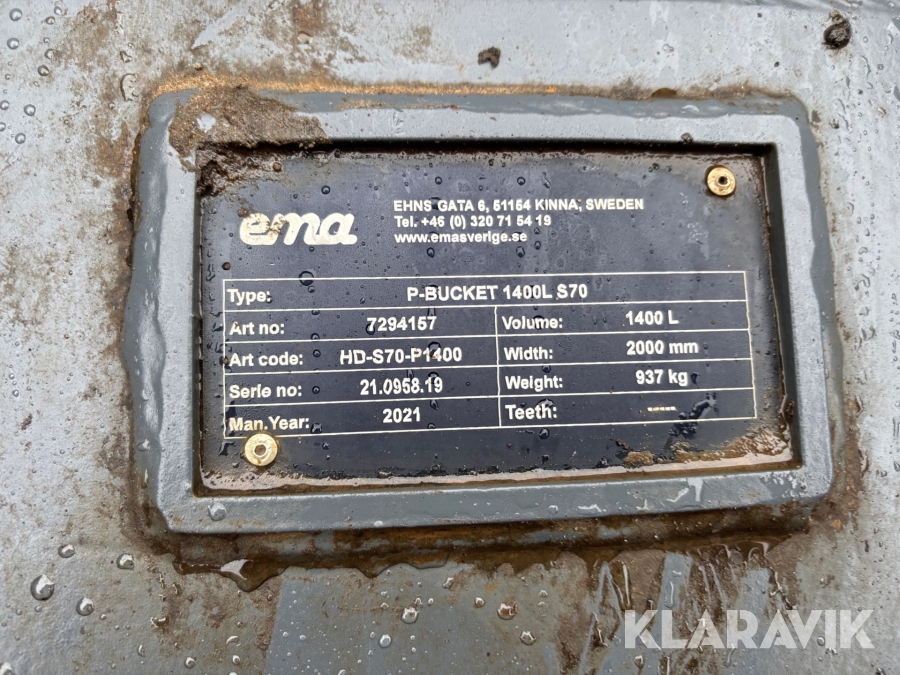 ema
EHNS GATA 6, 51154 KINNA, SWEDEN
Tel. +46 (0) 320 71 54 19
www.emasverige.se
Type: P-BUCKET 1400L S70
Art no: 7294157 Volume: 1400 L
Art code: HD-S70-P1400 Width: 2000 mm
Serie no: 21.0958.19 Weight: 937 kg
Man.Year: 2021 Teeth: ----
KLARAVIK